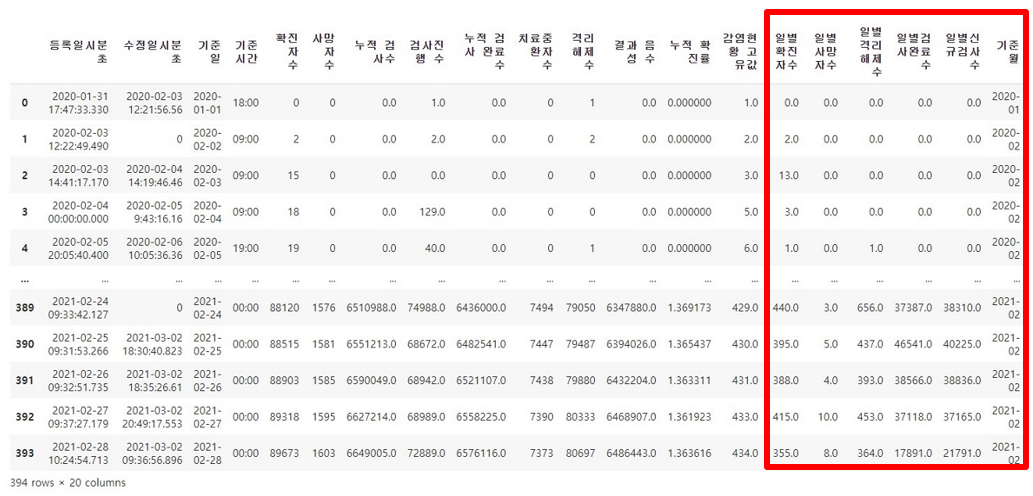 등록일시분초 수정일시분초 기준일 기준시간 확진자수 사망자수 누적 검사수 검사진행 수 누적 검사 완료수 치료중환자수 격리해제수 결과 음성 수 누적 확진률 감염현황 고유값 일별확진자수 일별사망자수 일별격리해제수 일별검사완료수 일별신규검사수 기준월
0 2020-01-31 17:47:33.330 2020-02-03 12:21:56.56 2020-01-01 18:00 0 0 0.0 1.0 0.0 0 1 0.0 0.000000 1.0 0.0 0.0 0.0 0.0 0.0 2020-01
1 2020-02-03 12:22:49.490 0 2020-02-02 09:00 2 0 0.0 2.0 0.0 0 2 0.0 0.000000 2.0 2.0 0.0 0.0 0.0 0.0 2020-02
2 2020-02-03 14:41:17.170 2020-02-04 14:19:46.46 2020-02-03 09:00 15 0 0.0 0.0 0.0 0 0 0.0 0.000000 3.0 13.0 0.0 0.0 0.0 0.0 2020-02
3 2020-02-04 00:00:00.000 2020-02-05 9:43:16.16 2020-02-04 09:00 18 0 0.0 129.0 0.0 0 0 0.0 0.000000 5.0 3.0 0.0 0.0 0.0 0.0 2020-02
4 2020-02-05 20:05:40.400 2020-02-06 10:05:36.36 2020-02-05 19:00 19 0 0.0 40.0 0.0 0 1 0.0 0.000000 6.0 1.0 0.0 1.0 0.0 0.0 2020-02
... ... ... ... ... ... ... ... ... ... ... ... ... ... ... ... ... ... ... ... ...
389 2021-02-24 09:33:42.127 0 2021-02-24 00:00 88120 1576 6510988.0 74988.0 6436000.0 7494 79050 6347880.0 1.369173 429.0 440.0 3.0 656.0 37387.0 38310.0 2021-02
390 2021-02-25 09:31:53.266 2021-03-02 18:30:40.823 2021-02-25 00:00 88515 1581 6551213.0 68672.0 6482541.0 7447 79487 6394026.0 1.365437 430.0 395.0 5.0 437.0 46541.0 40225.0 2021-02
391 2021-02-26 09:32:51.735 2021-03-02 18:35:26.61 2021-02-26 00:00 88903 1585 6590049.0 68942.0 6521107.0 7438 79880 6432204.0 1.363311 431.0 388.0 4.0 393.0 38566.0 38836.0 2021-02
392 2021-02-27 09:37:27.179 2021-03-02 20:49:17.553 2021-02-27 00:00 89318 1595 6627214.0 68989.0 6558225.0 7390 80333 6468907.0 1.361923 433.0 415.0 10.0 453.0 37118.0 37165.0 2021-02
393 2021-02-28 10:24:54.713 2021-03-02 09:36:56.896 2021-02-28 00:00 89673 1603 6649005.0 72889.0 6576116.0 7373 80697 6486443.0 1.363616 434.0 355.0 8.0 364.0 17891.0 21791.0 2021-02
394 rows × 20 columns